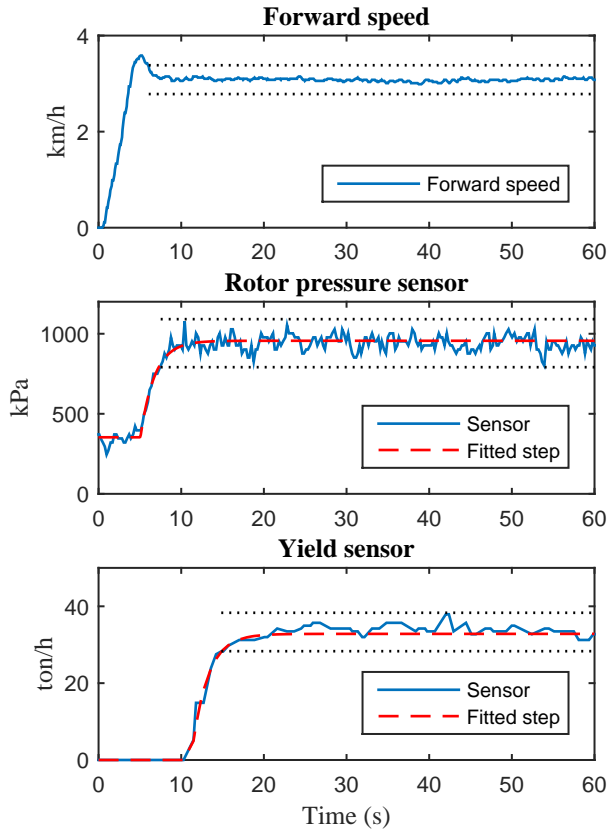 Forward speed
4
2
0
km/h
Forward speed
0 10 20 30 40 50 60
Rotor pressure sensor
1000
500
0
kPa
Sensor
Fitted step
0 10 20 30 40 50 60
Yield sensor
40
20
0
ton/h
Sensor
Fitted step
0 10 20 30 40 50 60
Time (s)